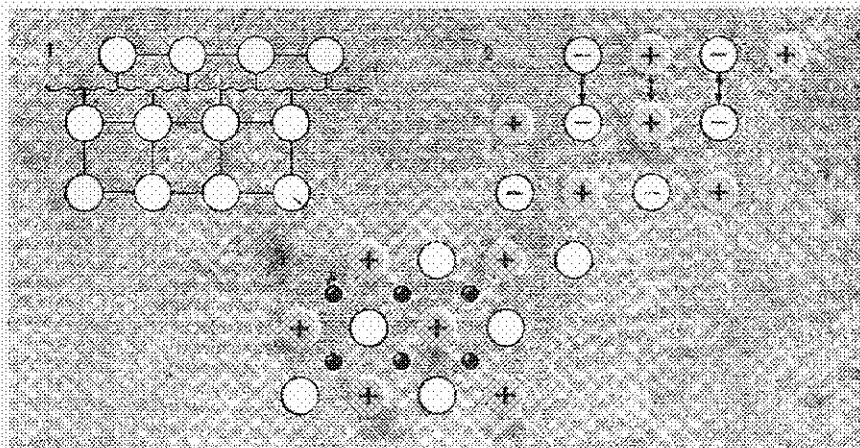 1
2
− + − +
+ − + −
− + − +
+ +
+ +
+ +